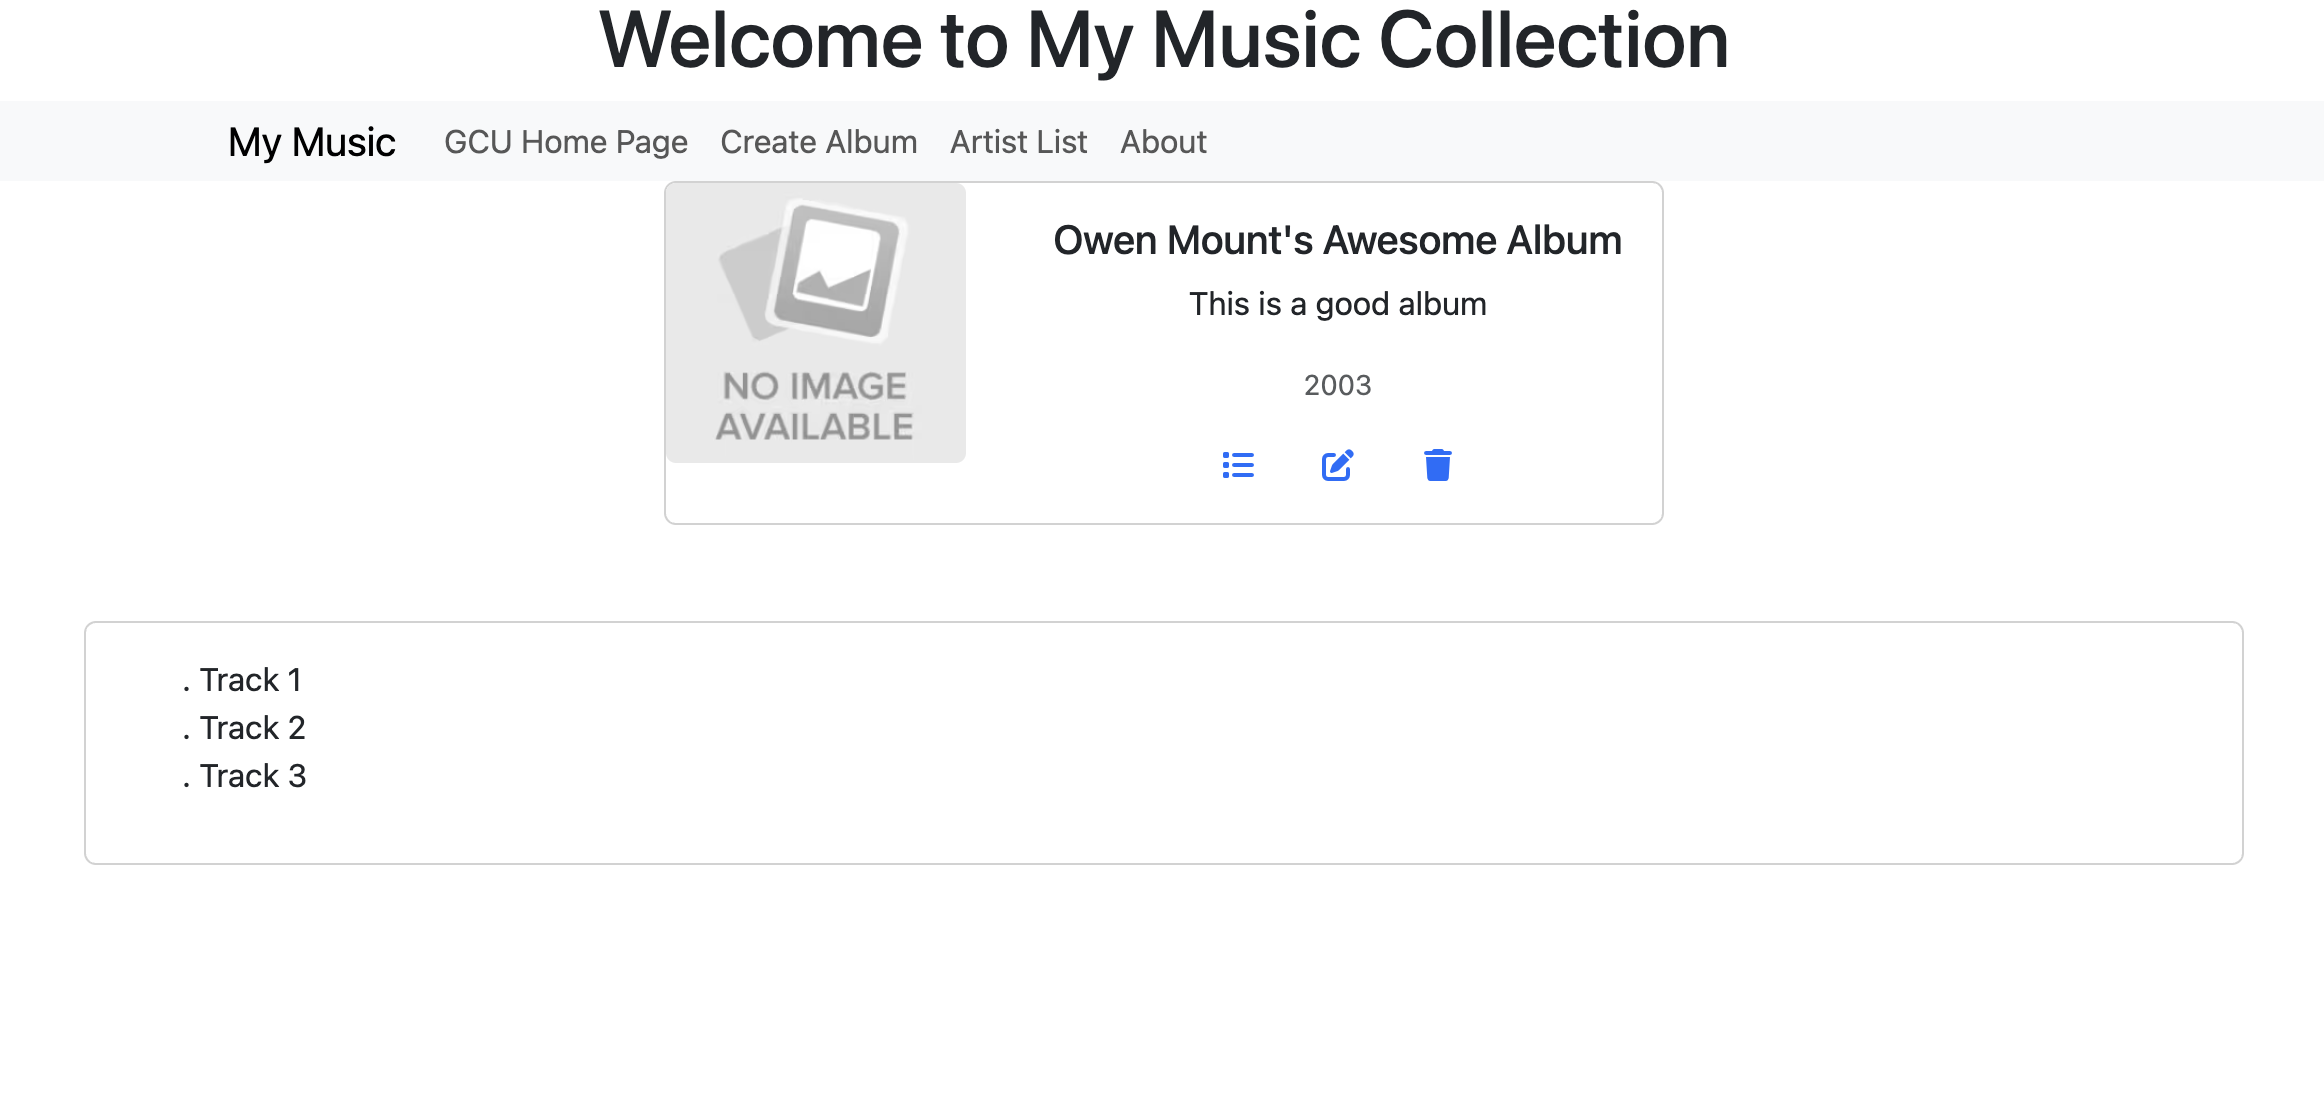 Welcome to My Music Collection
My Music GCU Home Page Create Album Artist List About
NO IMAGE
AVAILABLE
Owen Mount's Awesome Album
This is a good album
2003
. Track 1
. Track 2
. Track 3